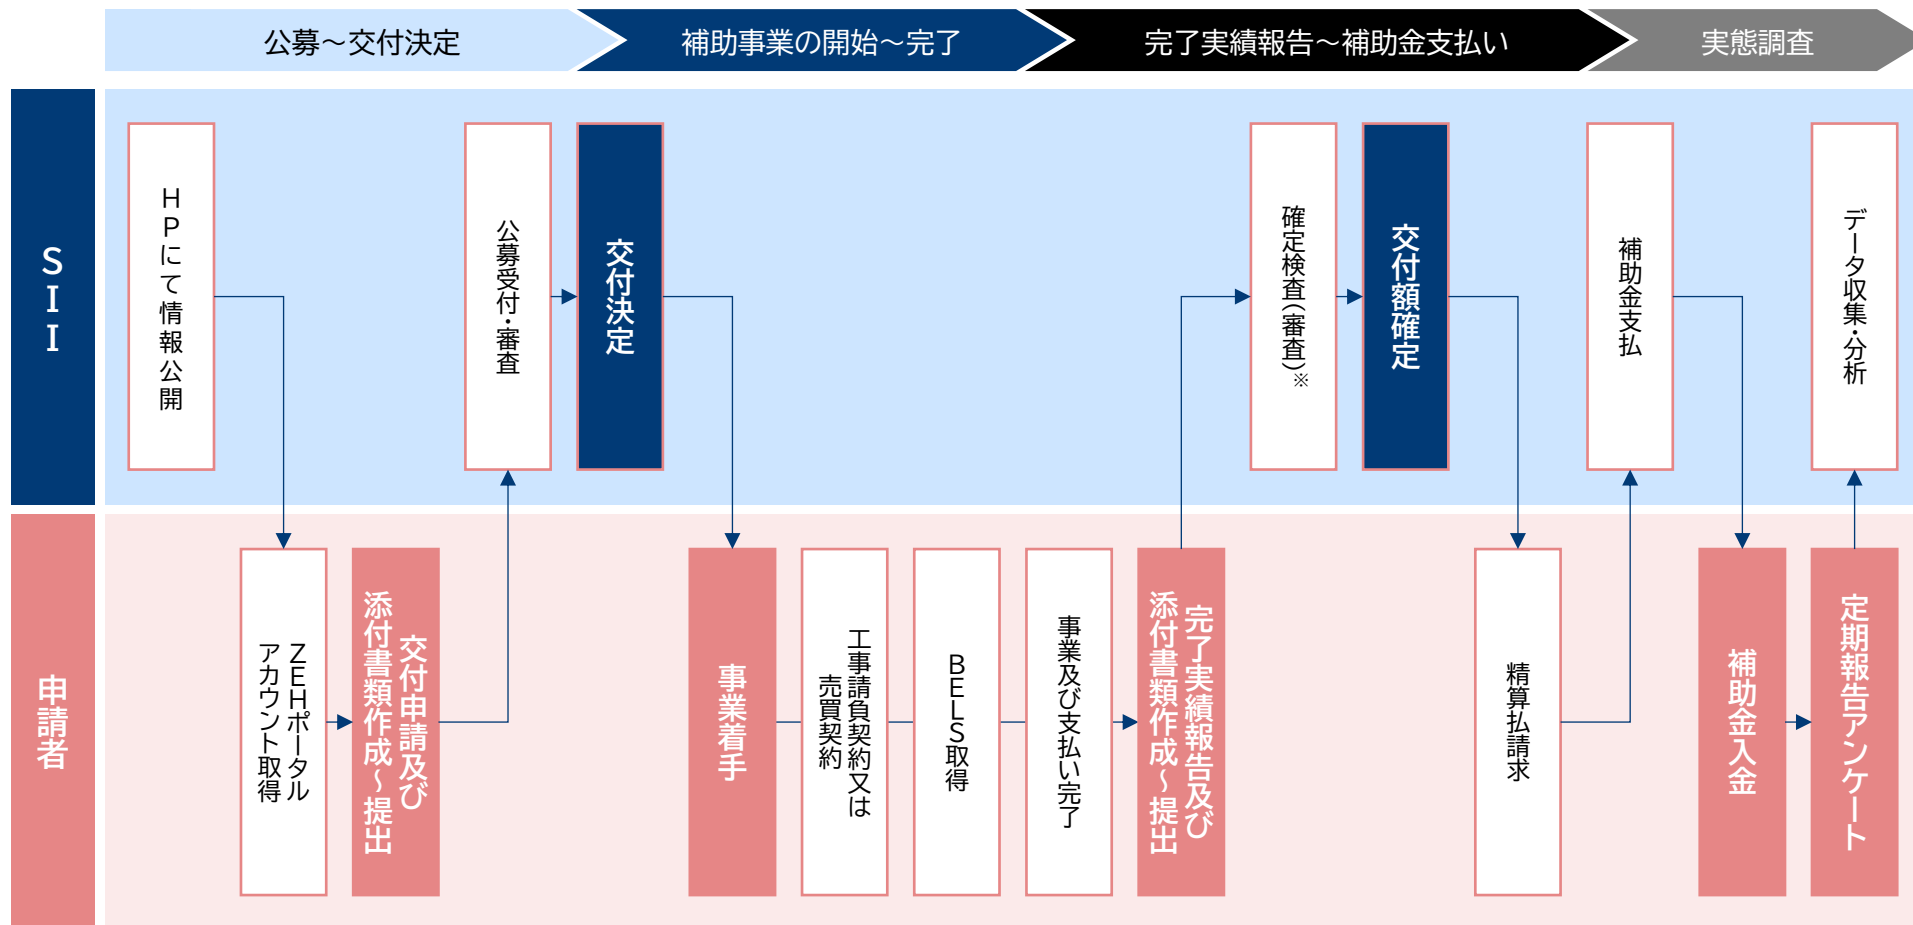 公募～交付決定
補助事業の開始～完了
完了実績報告～補助金支払い
実態調査
ＳＩＩ
ＨＰにて情報公開
公募受付・審査
交付決定
確定検査(審査)※
交付額確定
補助金支払
データ収集・分析
申請者
ＺＥＨポータル
アカウント取得
交付申請及び
添付書類作成～提出
事業着手
工事請負契約又は
売買契約
ＢＥＬＳ取得
事業及び支払い完了
完了実績報告及び
添付書類作成～提出
精算払請求
補助金入金
定期報告アンケート